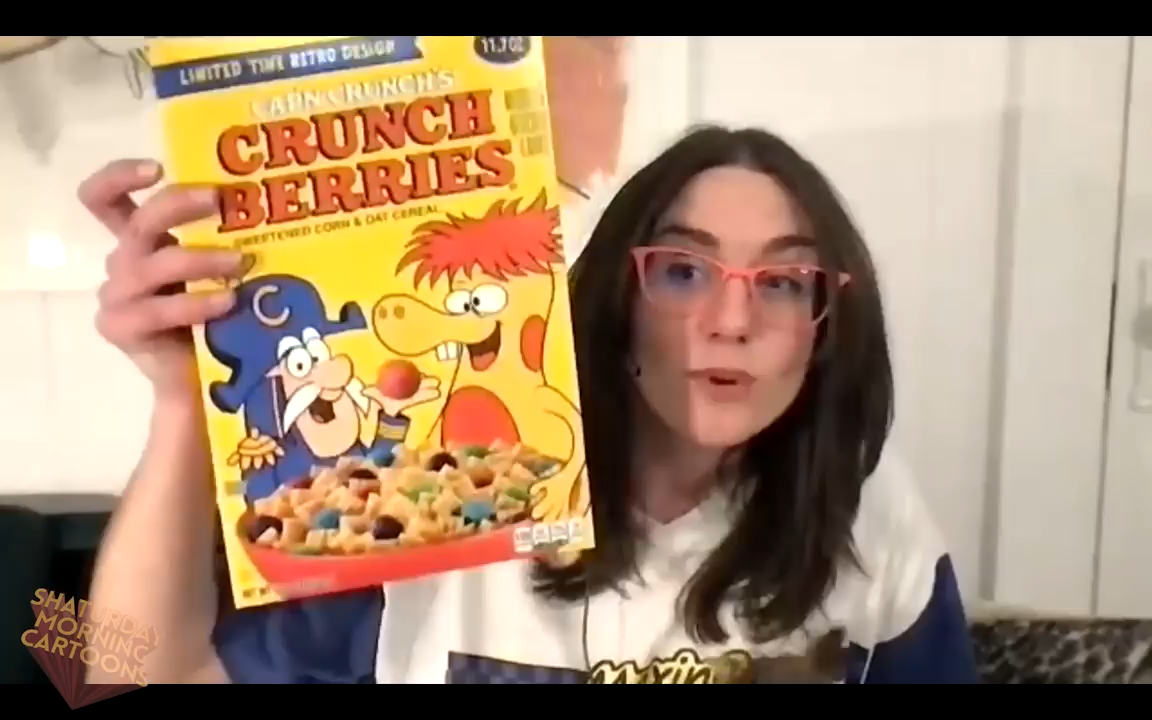 LIMITED TIME RETRO DESIGN
11.7 OZ
CAP'N CRUNCH'S
CRUNCH
BERRIES
SWEETENED CORN & OAT CEREAL
C
SHATURDAY
MORNING
CARTOONS